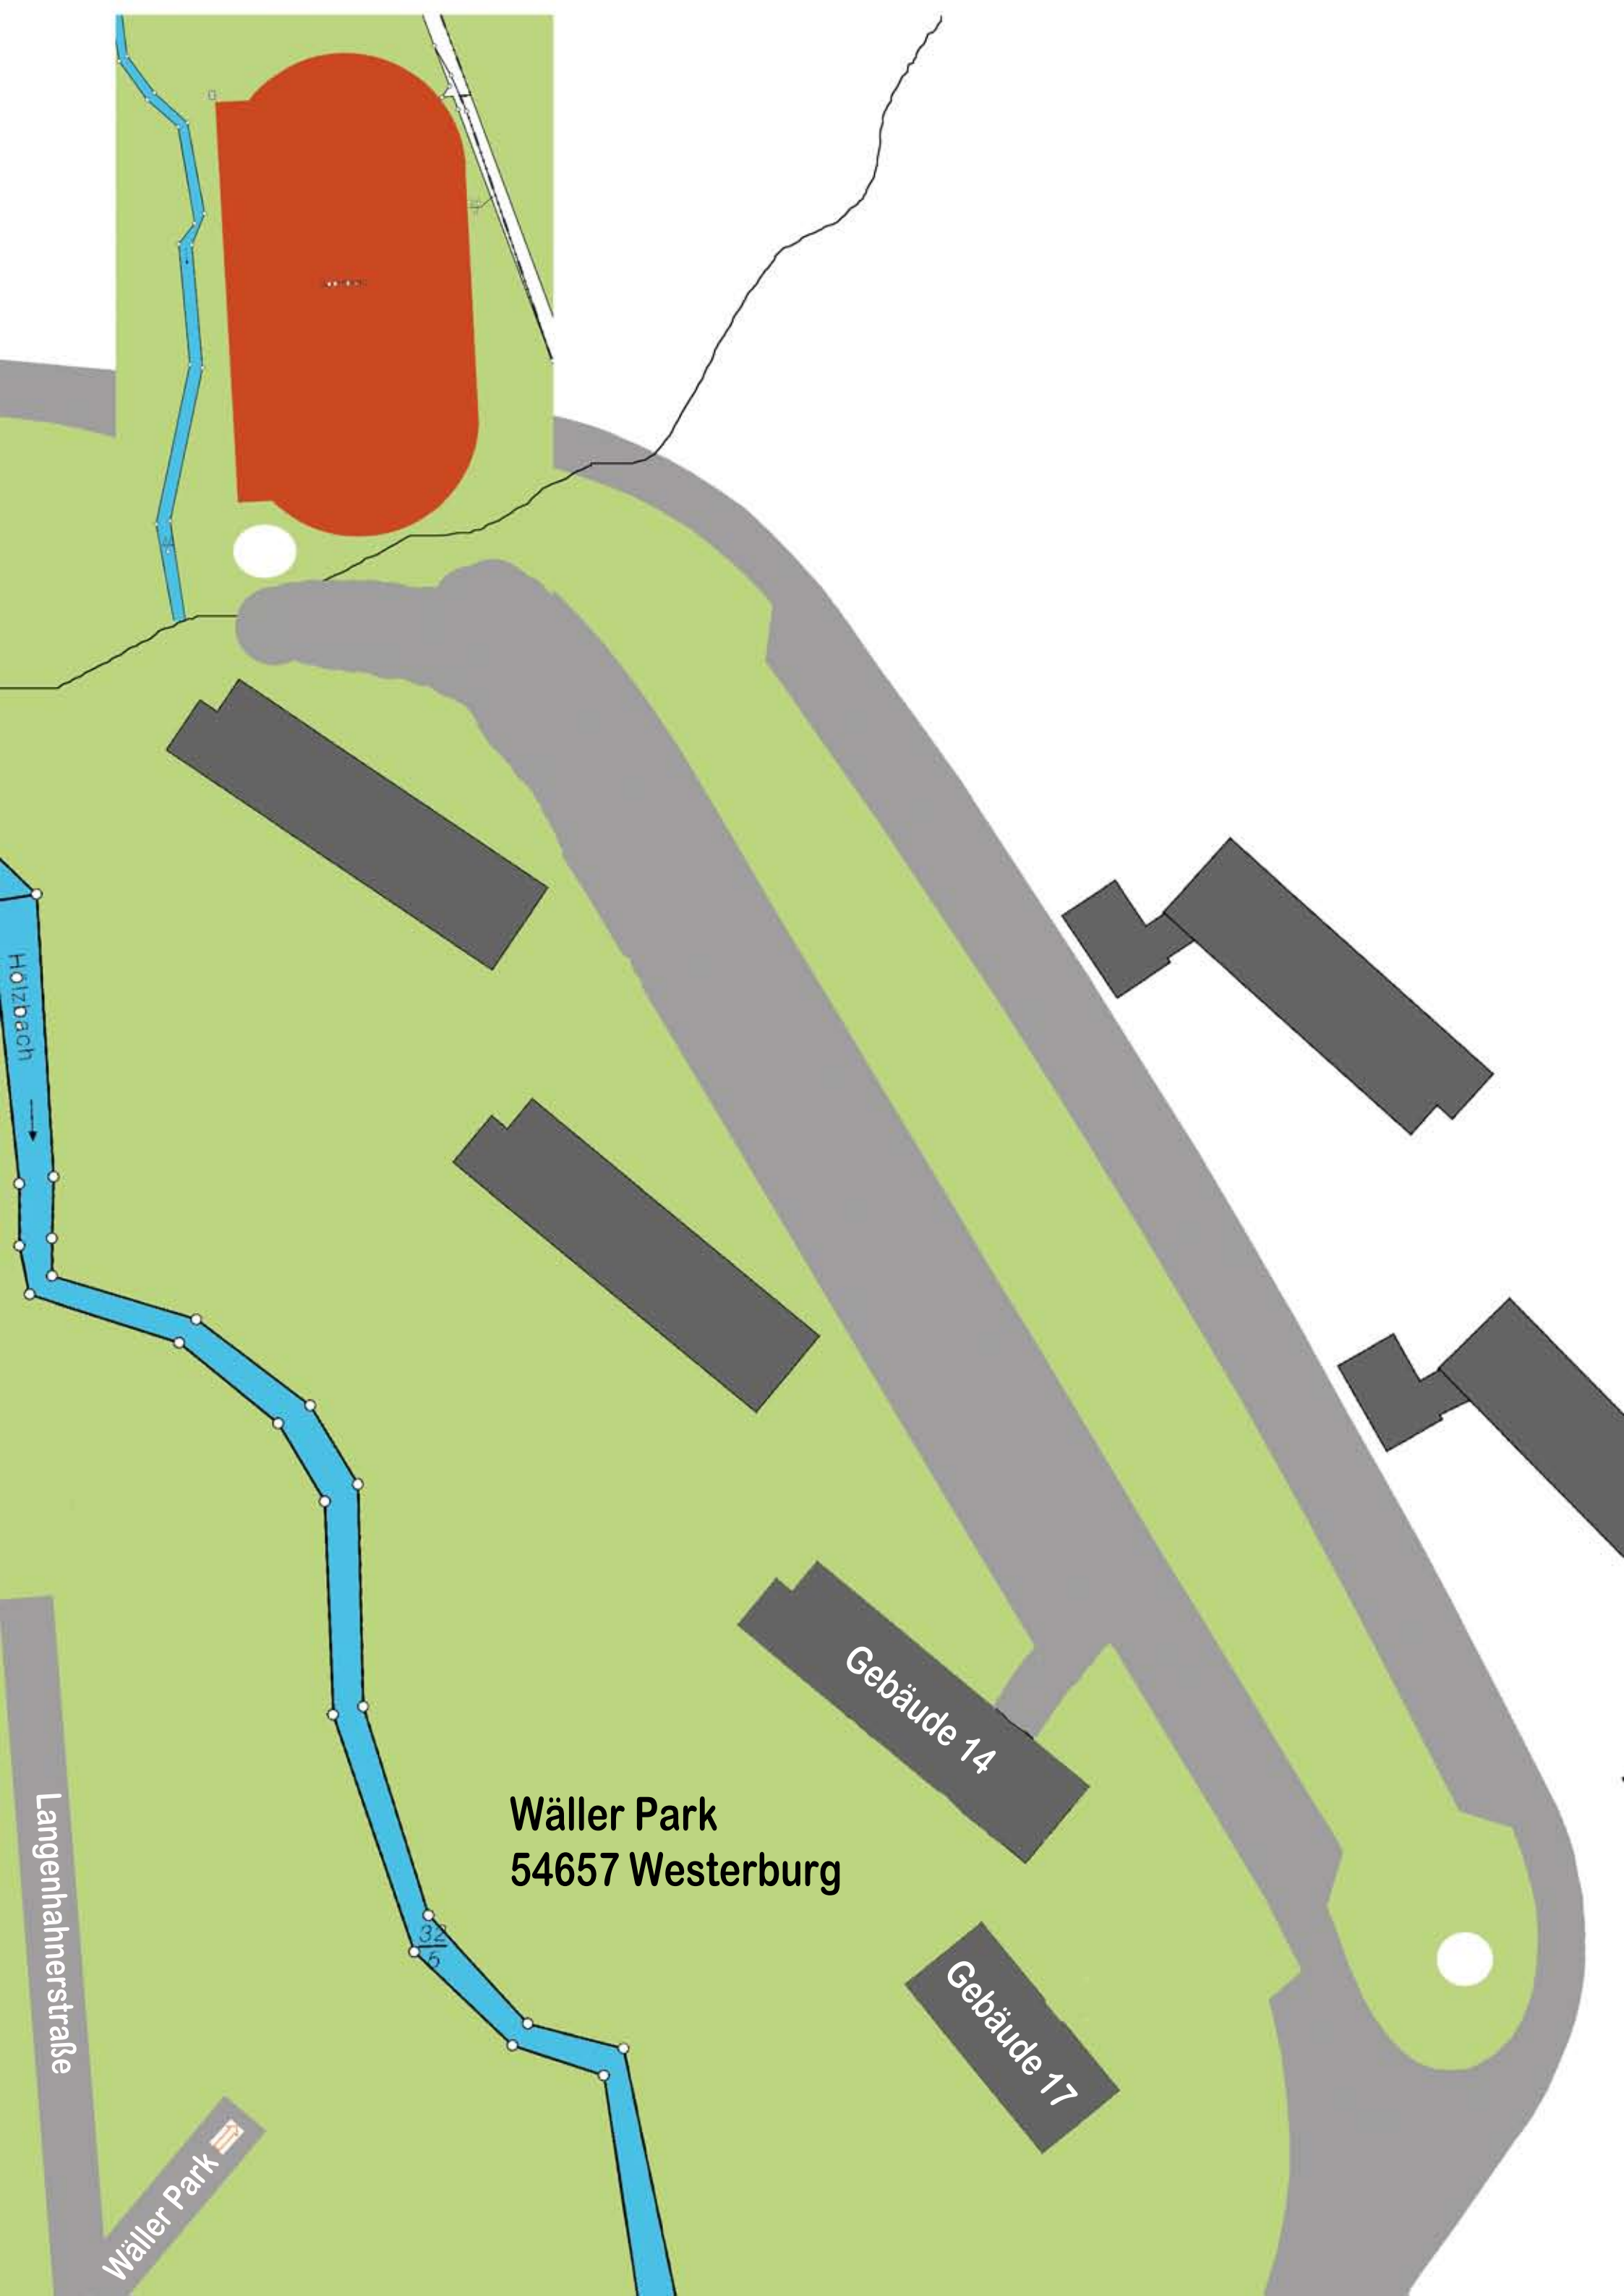 Holzbach
Gebäude 14
Langenhahnerstraße
Wäller Park
54657 Westerburg
32
5
Gebäude 17
Wäller Park